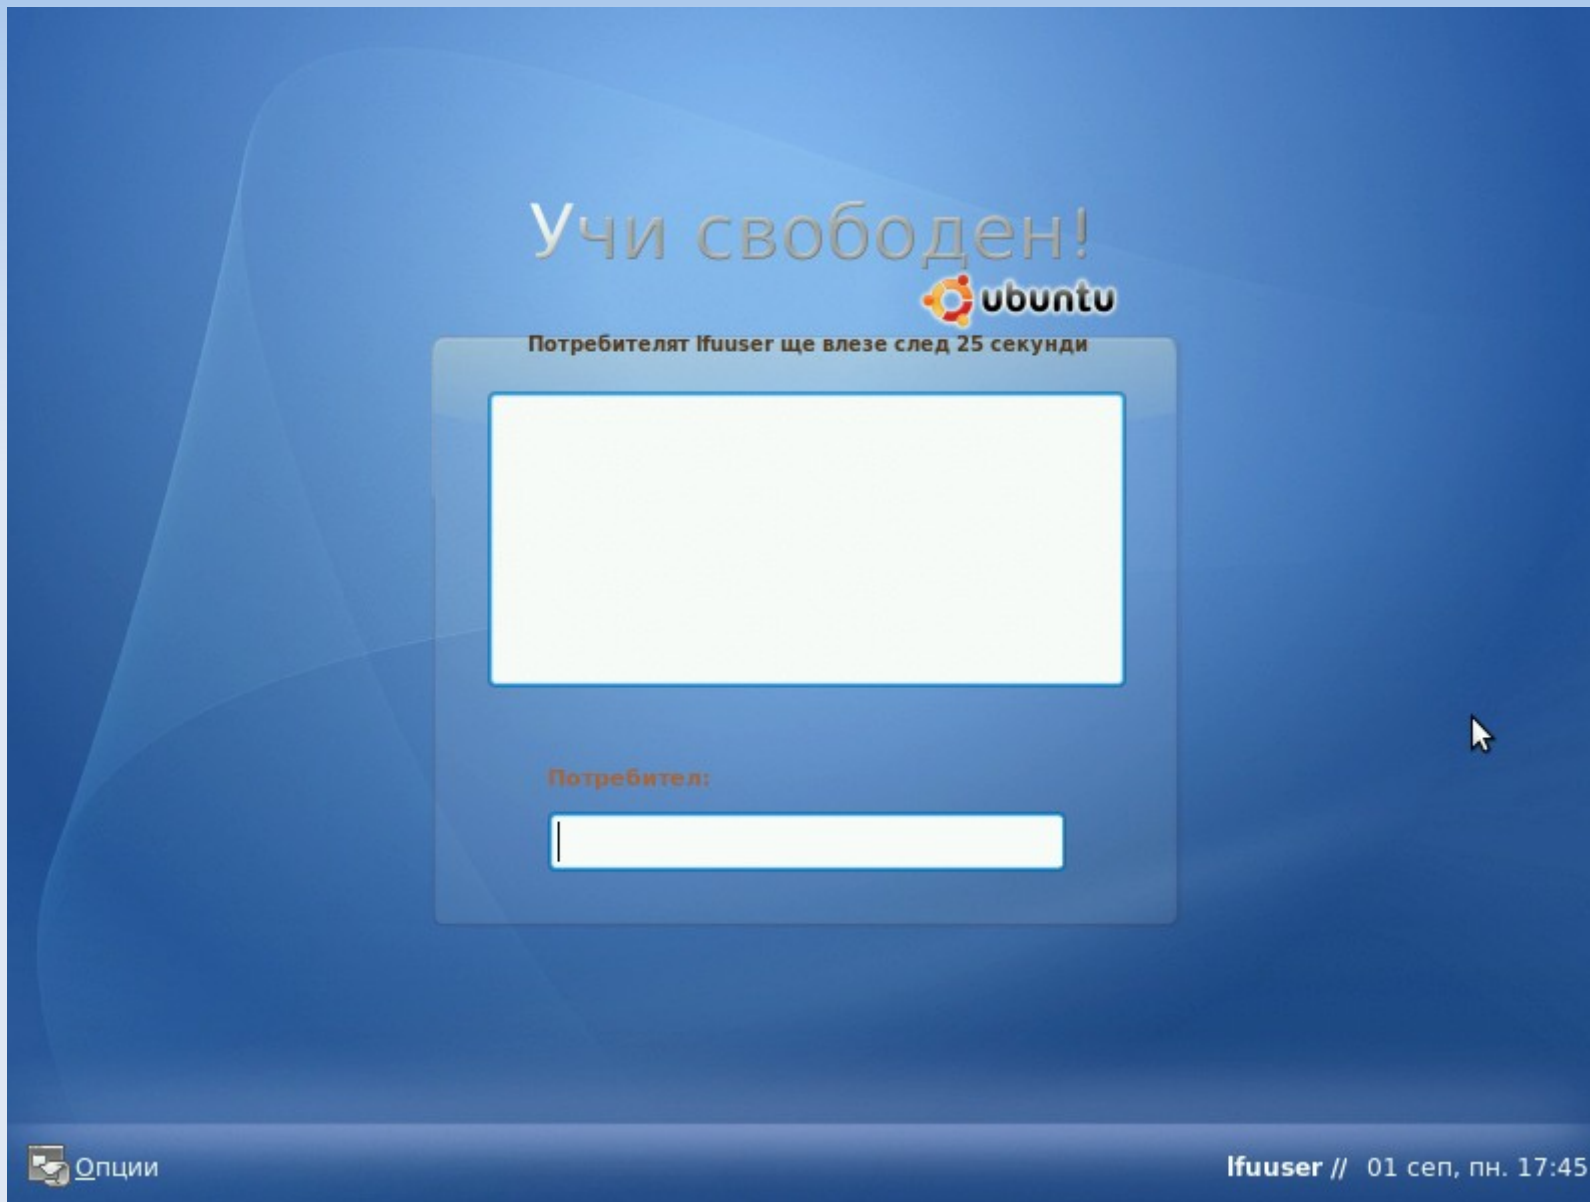 Учи свободен!
ubuntu
Потребителят lfuuser ще влезе след 25 секунди
Потребител:
Опции
lfuuser // 01 сеп, пн. 17:45